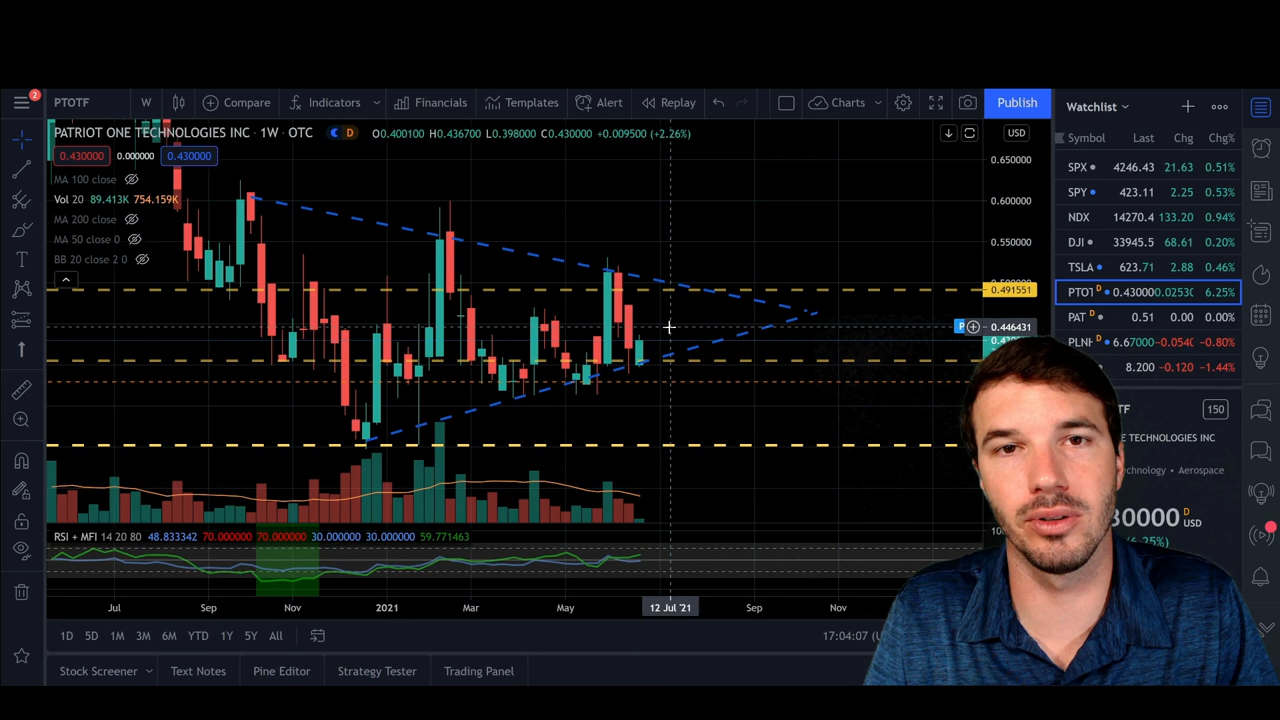 2
PTOTF W Compare Indicators Financials Templates Alert Replay Charts Publish Watchlist
PATRIOT ONE TECHNOLOGIES INC · 1W · OTC D O0.400100 H0.436700 L0.398000 C0.430000 +0.009500 (+2.26%) USD
0.430000 0.000000 0.430000
MA 100 close
Vol 20 89.413K 754.159K
MA 200 close
MA 50 close 0
BB 20 close 2 0
0.650000
0.600000
0.550000
0.491551
0.446431
Symbol Last Chg Chg%
SPX 4246.43 21.63 0.51%
SPY 423.11 2.25 0.53%
NDX 14270.4 133.20 0.94%
DJI 33945.5 68.61 0.20%
TSLA 623.71 2.88 0.46%
D 0.43000 0.0253 6.25%
PAT D 0.51 0.00 0.00%
D 6.67000 -0.0540 -0.80%
8.200 -0.120 -1.44%
TF 150
E TECHNOLOGIES INC
echnology • Aerospace
30000 D USD
(6.25%)
RSI + MFI 14 20 80 48.833342 70.000000 70.000000 30.000000 30.000000 59.771463
Jul Sep Nov 2021 Mar May 12 Jul '21 Sep Nov
1D 5D 1M 3M 6M YTD 1Y 5Y All 17:04:07 (U
Stock Screener Text Notes Pine Editor Strategy Tester Trading Panel